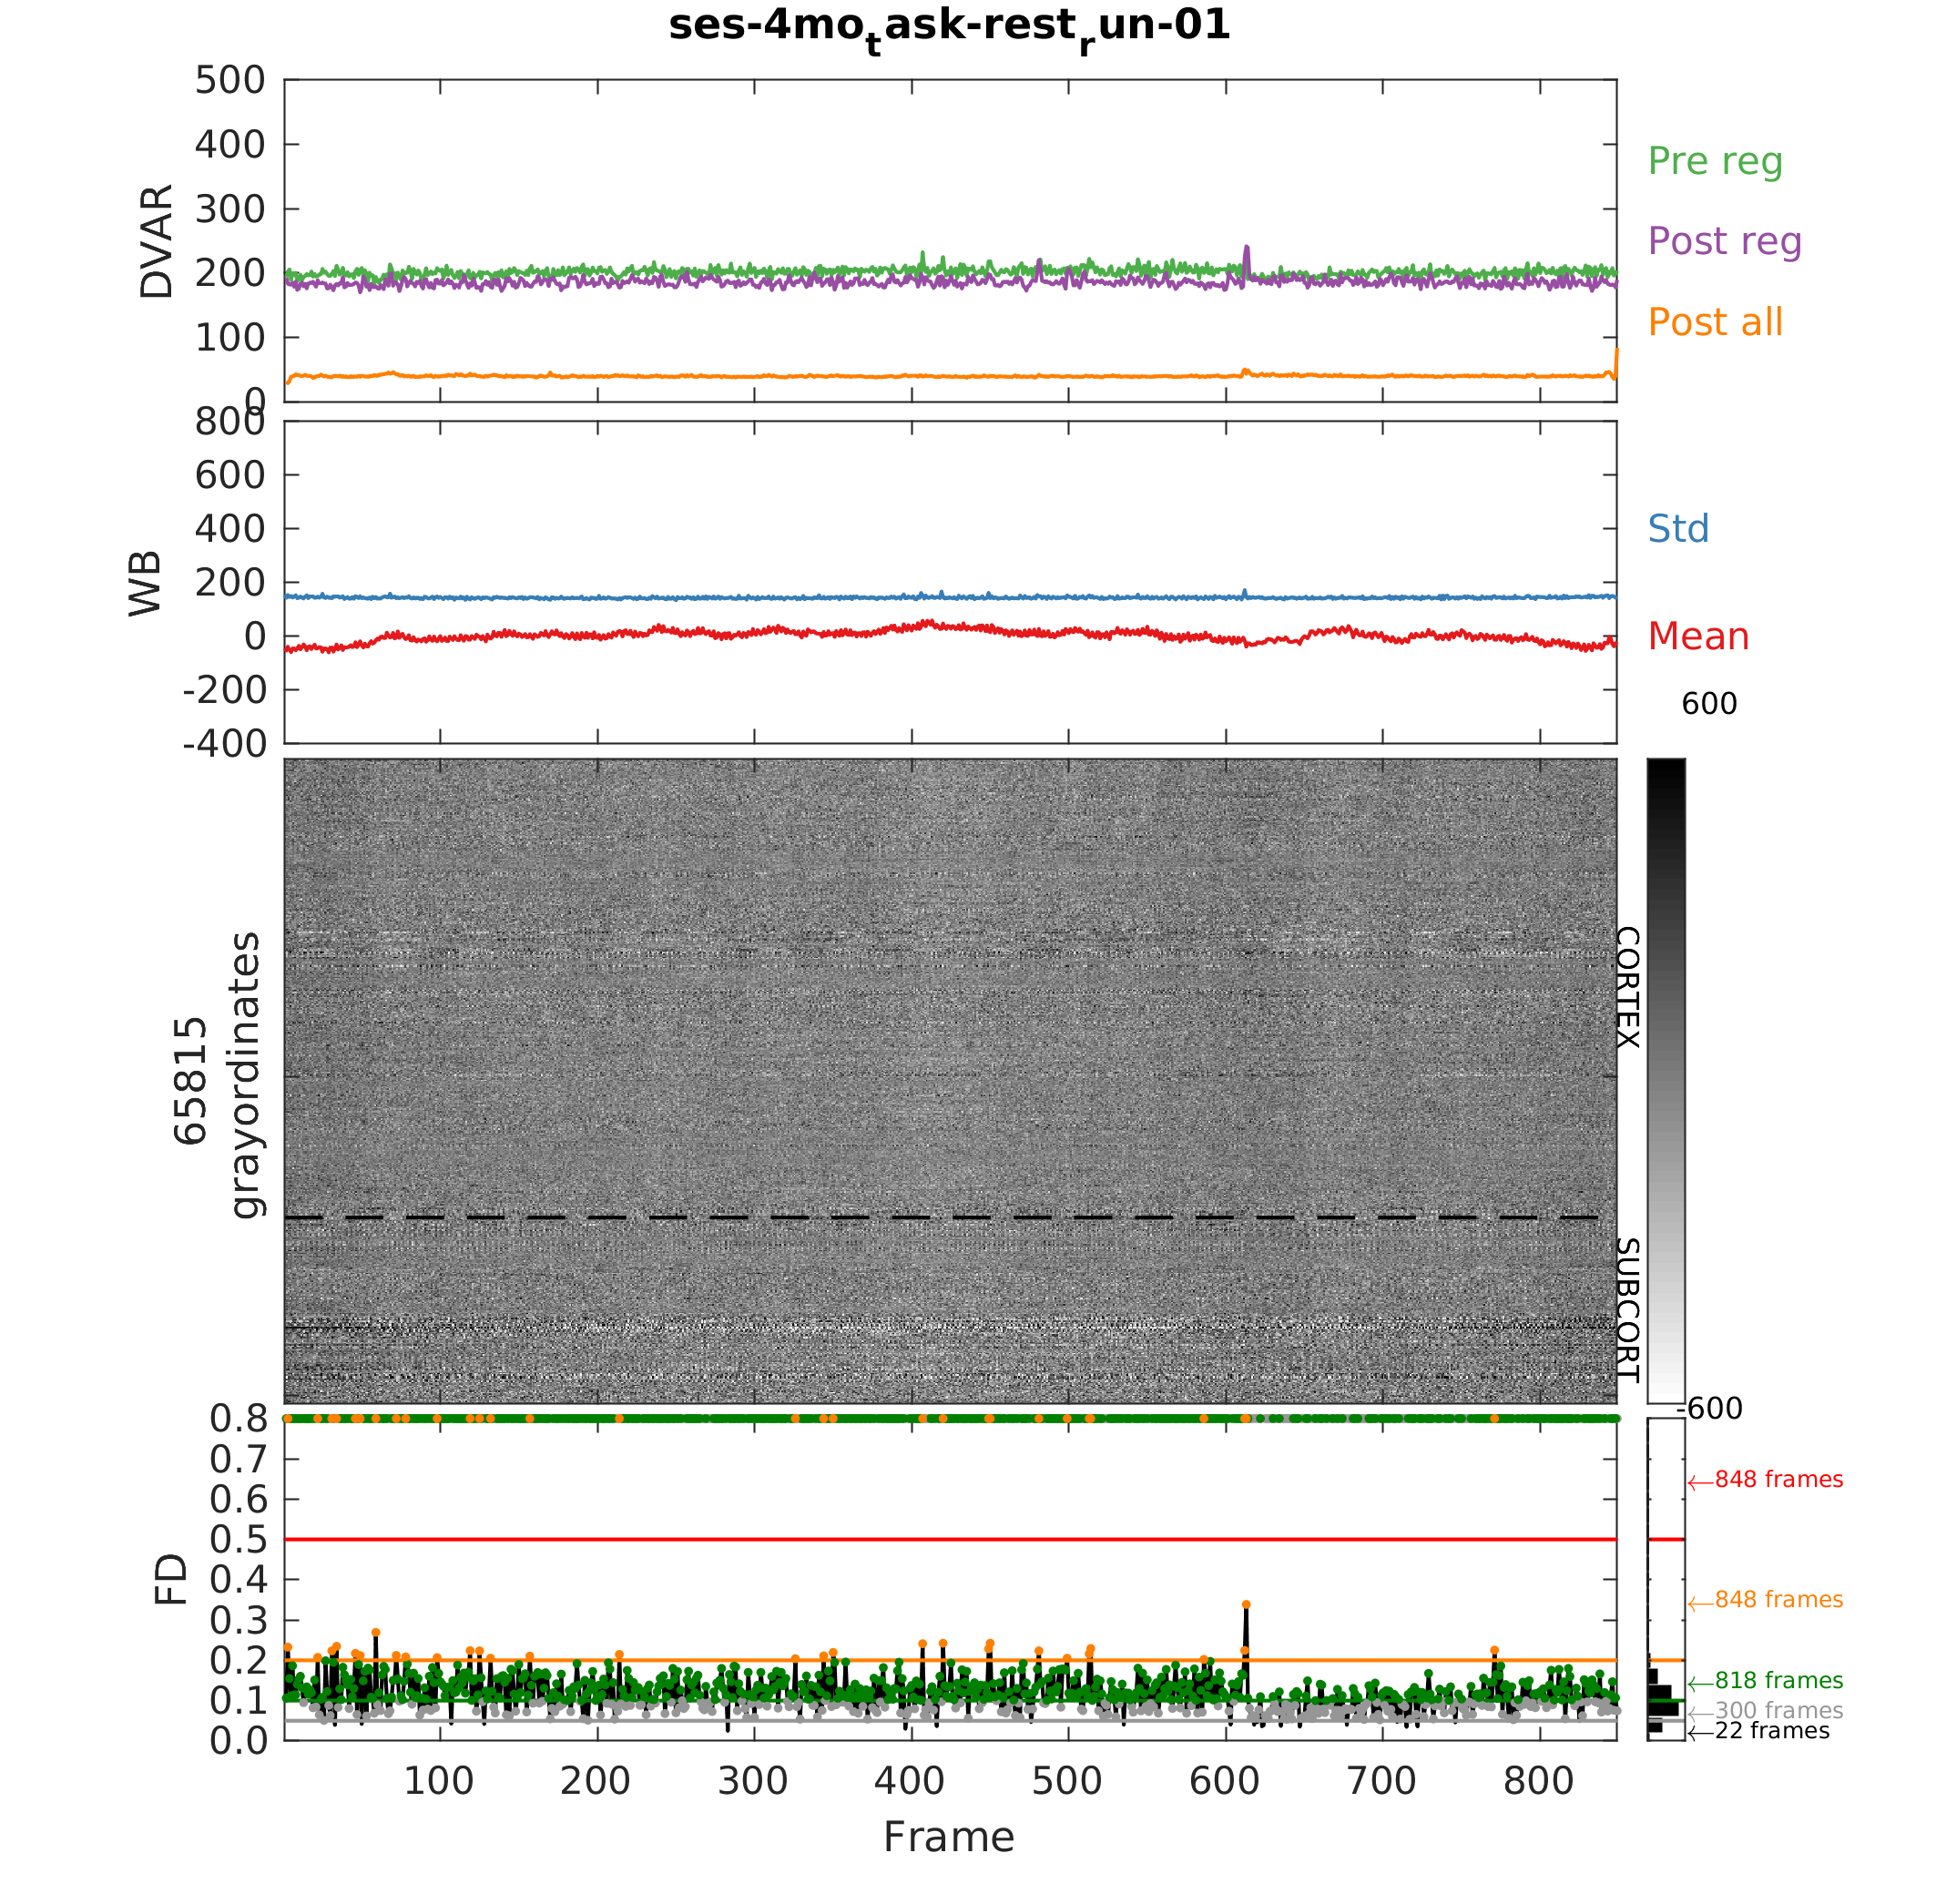 ses-4mo_task-rest_run-01
500
400
300
200
100
0
DVAR
Pre reg
Post reg
Post all
800
600
400
200
0
-200
-400
WB
Std
Mean
600
65815
grayordinates
CORTEX
SUBCORT
-600
0.8
0.7
0.6
0.5
0.4
0.3
0.2
0.1
0.0
FD
←848 frames
←848 frames
←818 frames
←300 frames
←22 frames
100 200 300 400 500 600 700 800
Frame